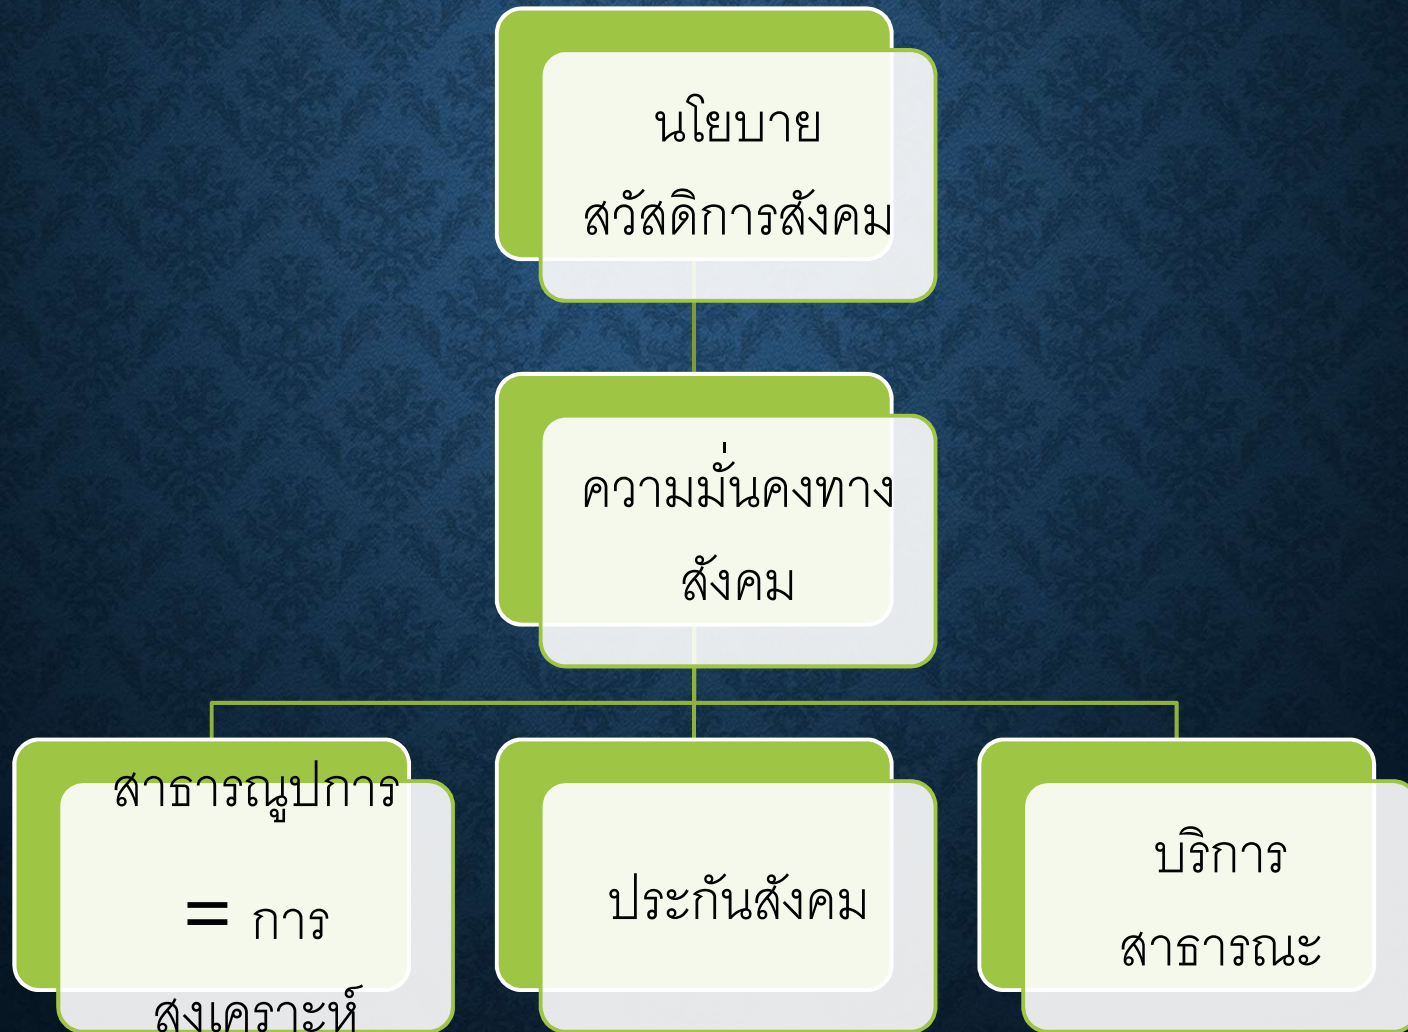 นโยบาย
สวัสดิการสังคม
ความมั่นคงทาง
สังคม
สาธารณูปการ
= การ
สงเคราะห์
ประกันสังคม
บริการ
สาธารณะ